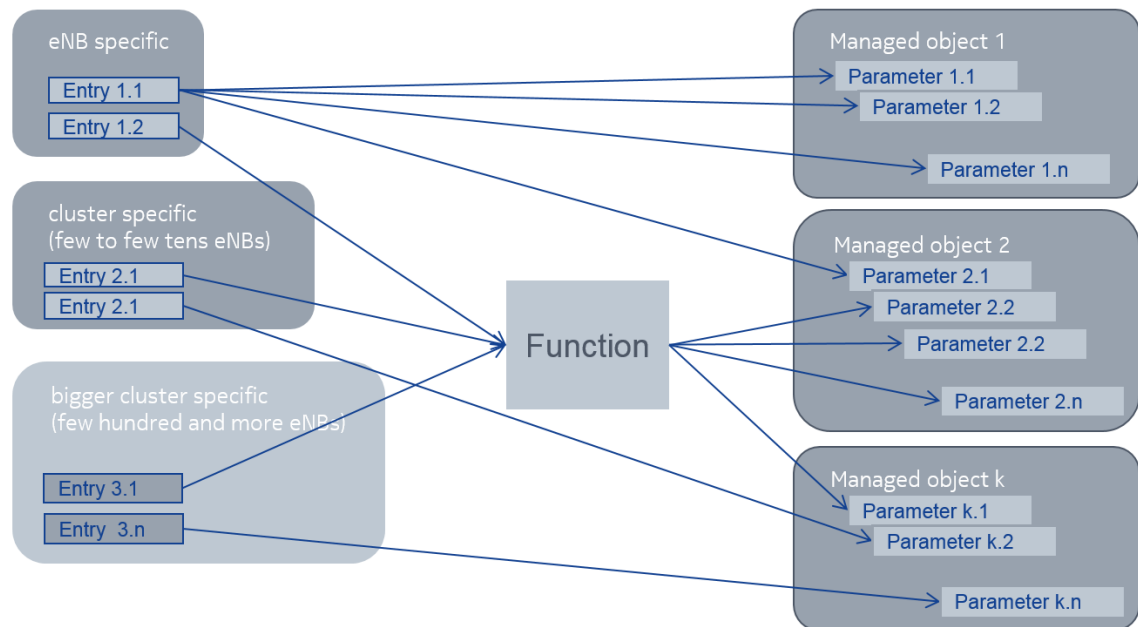 eNB specific
Entry 1.1
Entry 1.2
cluster specific
(few to few tens eNBs)
Entry 2.1
Entry 2.1
bigger cluster specific
(few hundred and more eNBs)
Entry 3.1
Entry 3.n
Function
Managed object 1
Parameter 1.1
Parameter 1.2
Parameter 1.n
Managed object 2
Parameter 2.1
Parameter 2.2
Parameter 2.2
Parameter 2.n
Managed object k
Parameter k.1
Parameter k.2
Parameter k.n